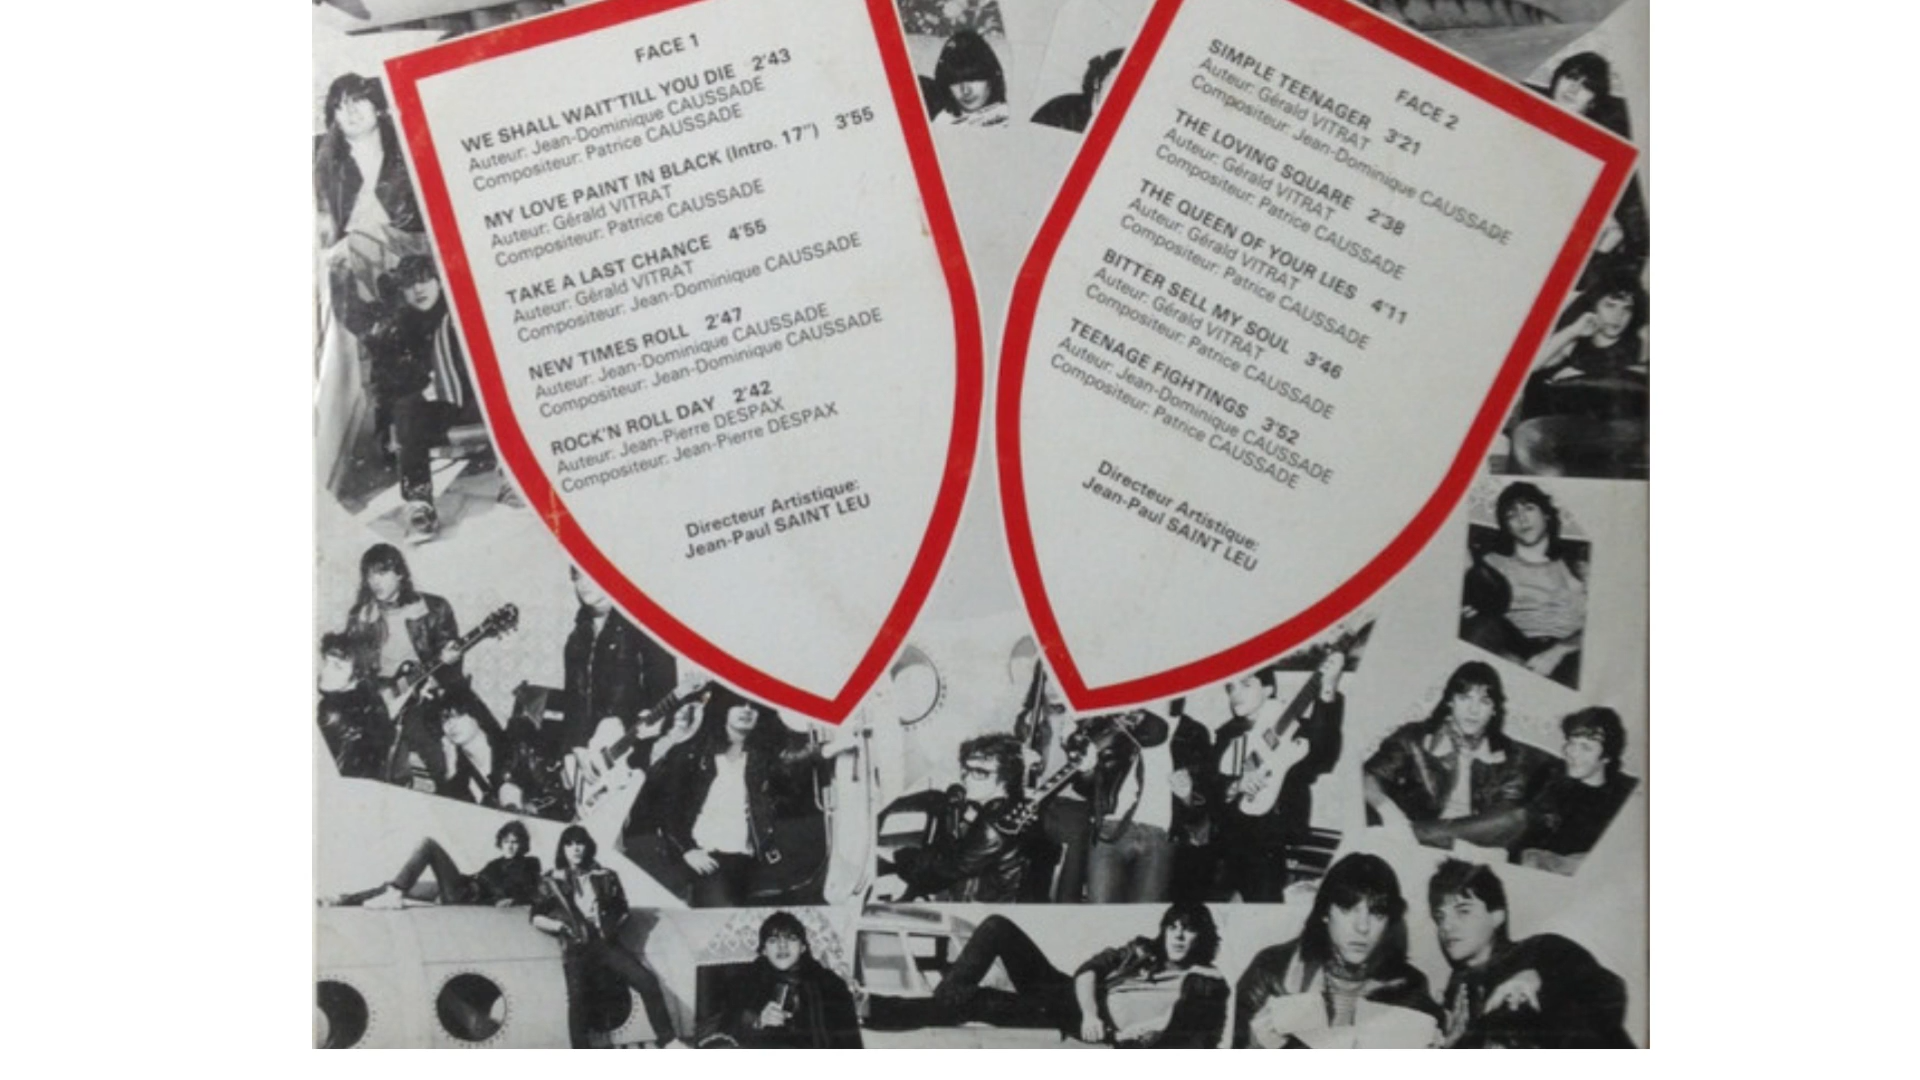 FACE 1
WE SHALL WAIT'TILL YOU DIE 2'43
Auteur: Jean-Dominique CAUSSADE
Compositeur: Patrice CAUSSADE
MY LOVE PAINT IN BLACK (Intro. 17") 3'55
Auteur: Gérald VITRAT
Compositeur: Patrice CAUSSADE
TAKE A LAST CHANCE 4'55
Auteur: Gérald VITRAT
Compositeur: Jean-Dominique CAUSSADE
NEW TIMES ROLL 2'47
Auteur: Jean-Dominique CAUSSADE
Compositeur: Jean-Dominique CAUSSADE
ROCK'N ROLL DAY 2'42
Auteur: Jean-Pierre DESPAX
Compositeur: Jean-Pierre DESPAX
Directeur Artistique:
Jean-Paul SAINT LEU
FACE 2
SIMPLE TEENAGER 3'21
Auteur: Gérald VITRAT
Compositeur: Jean-Dominique CAUSSADE
THE LOVING SQUARE 2'38
Auteur: Gérald VITRAT
Compositeur: Patrice CAUSSADE
THE QUEEN OF YOUR LIES 4'11
Auteur: Gérald VITRAT
Compositeur: Patrice CAUSSADE
BITTER SELL MY SOUL 3'46
Auteur: Gérald VITRAT
Compositeur: Patrice CAUSSADE
TEENAGE FIGHTINGS 3'52
Auteur: Jean-Dominique CAUSSADE
Compositeur: Patrice CAUSSADE
Directeur Artistique:
Jean-Paul SAINT LEU